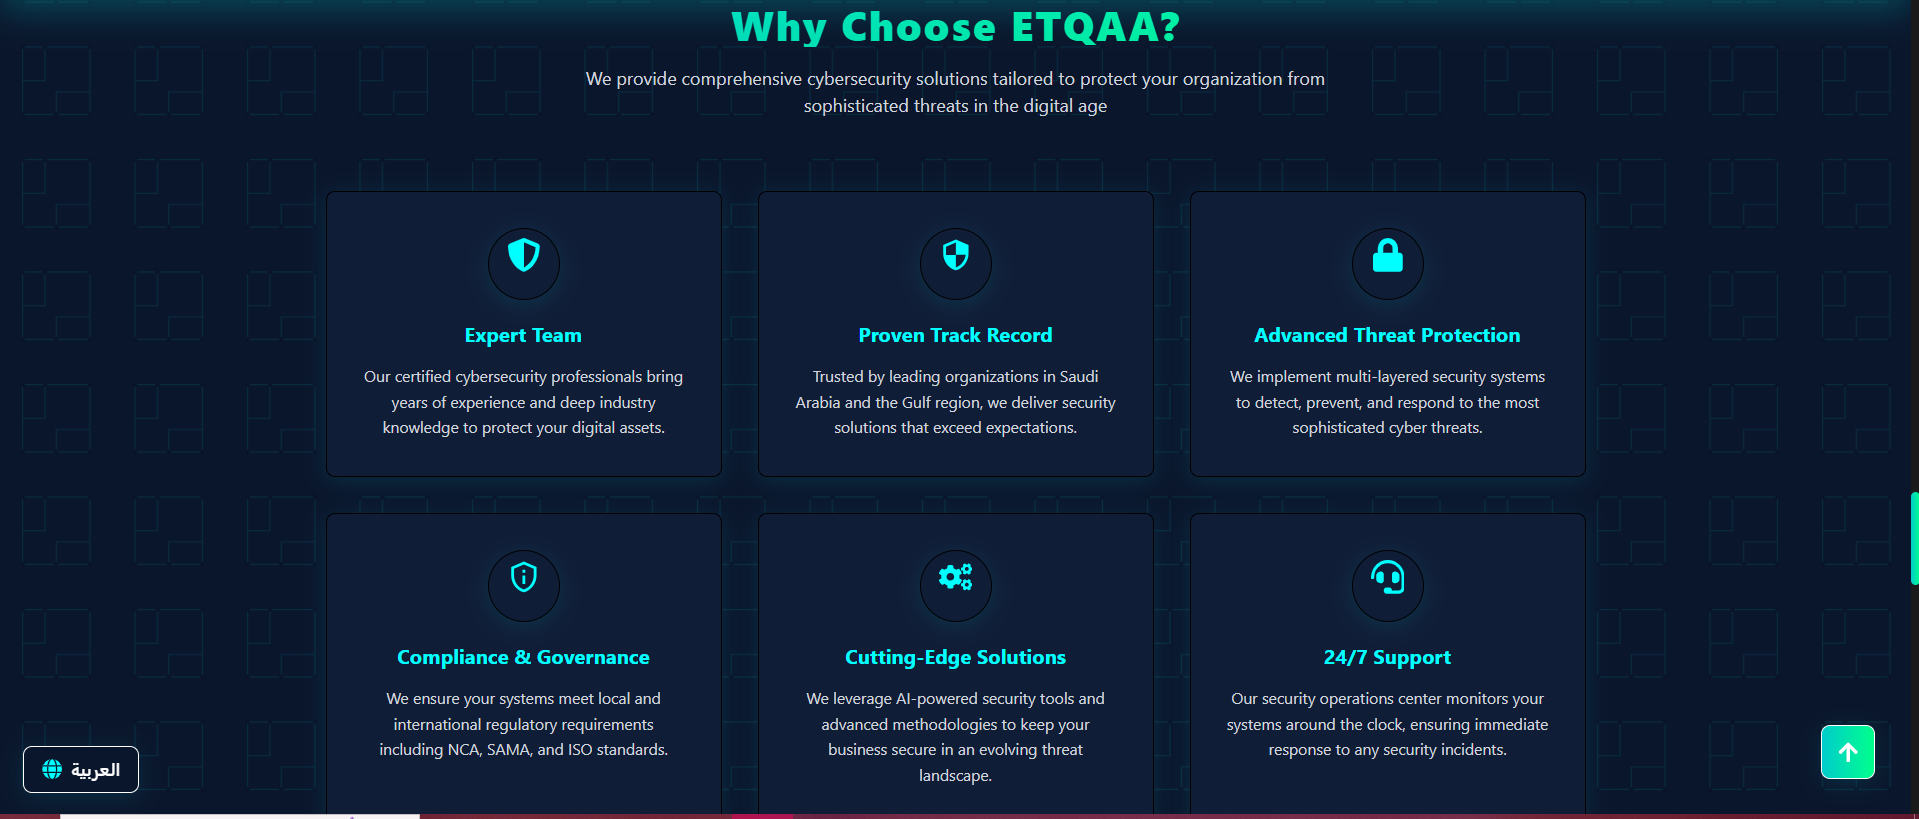 Why Choose ETQAA?
We provide comprehensive cybersecurity solutions tailored to protect your organization from
sophisticated threats in the digital age
Expert Team
Our certified cybersecurity professionals bring
years of experience and deep industry
knowledge to protect your digital assets.
Proven Track Record
Trusted by leading organizations in Saudi
Arabia and the Gulf region, we deliver security
solutions that exceed expectations.
Advanced Threat Protection
We implement multi-layered security systems
to detect, prevent, and respond to the most
sophisticated cyber threats.
Compliance & Governance
We ensure your systems meet local and
international regulatory requirements
including NCA, SAMA, and ISO standards.
Cutting-Edge Solutions
We leverage AI-powered security tools and
advanced methodologies to keep your
business secure in an evolving threat
landscape.
24/7 Support
Our security operations center monitors your
systems around the clock, ensuring immediate
response to any security incidents.
العربية